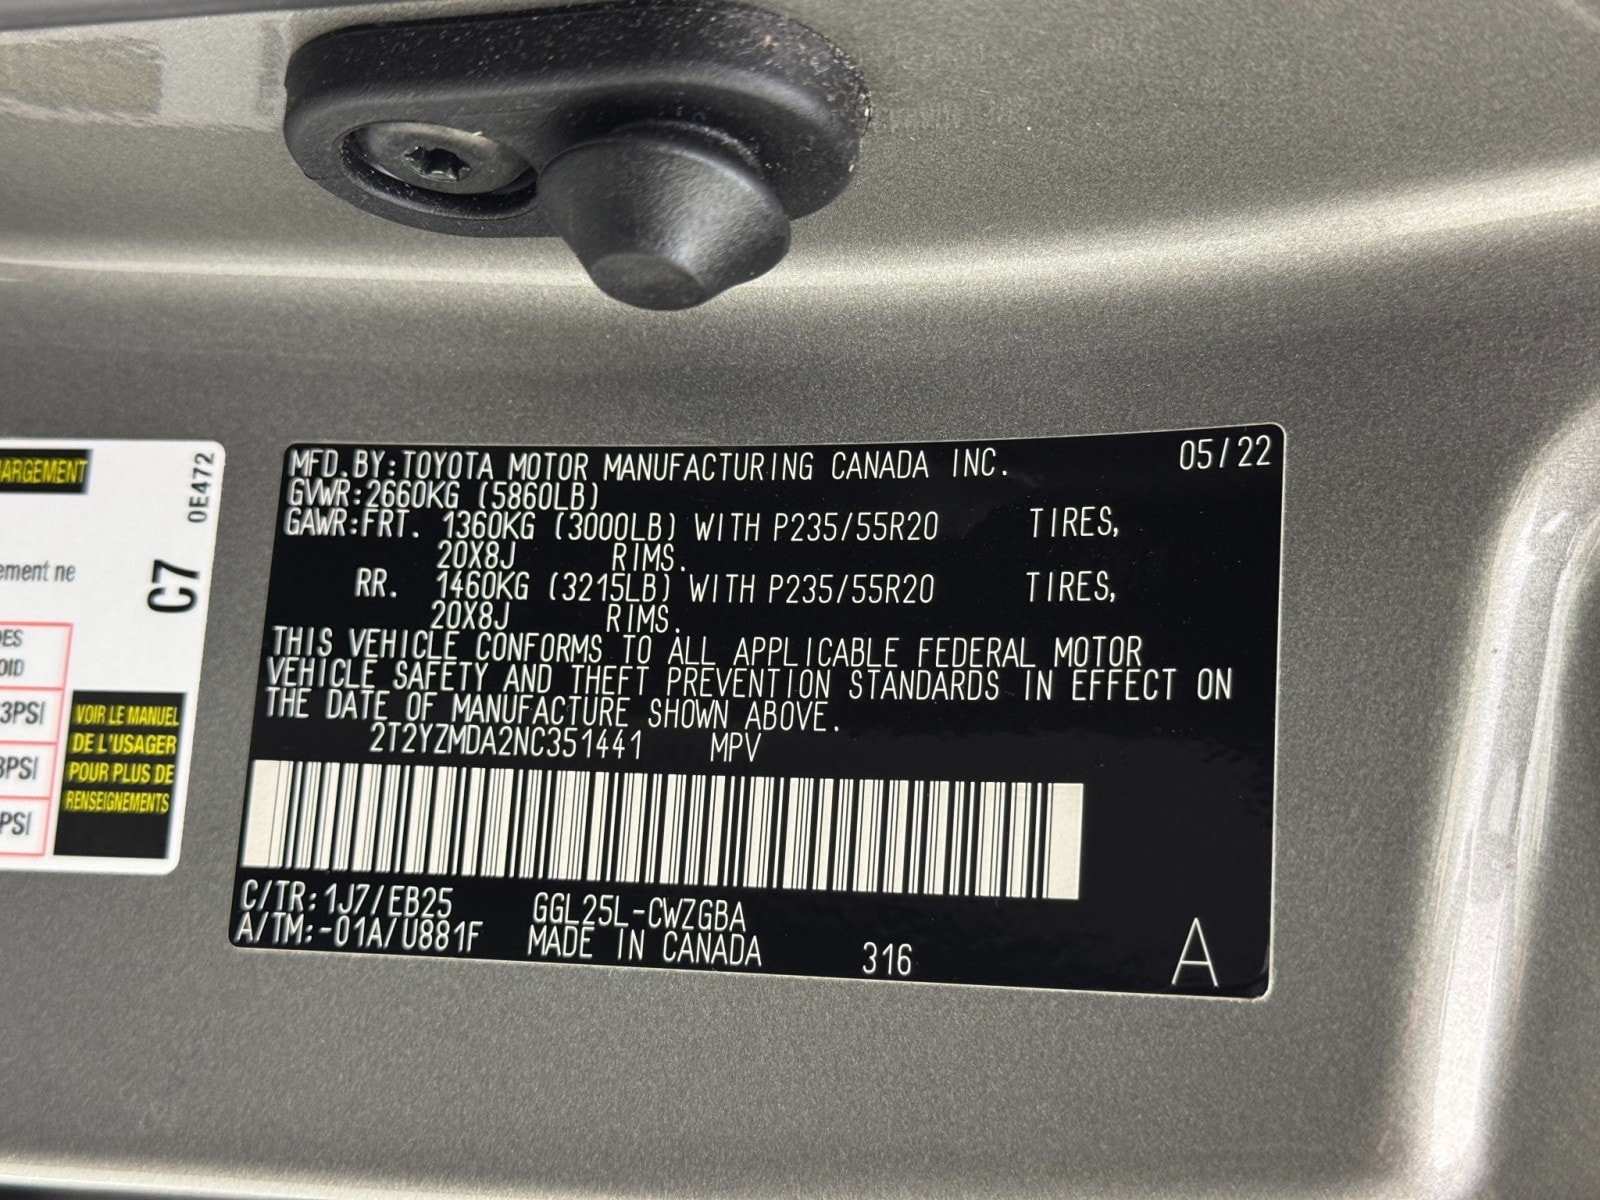 0E472
C7
ement ne
3PSI
PSI
VOIR LE MANUEL
DE L'USAGER
POUR PLUS DE
RENSEIGNEMENTS
MFD.BY:TOYOTA MOTOR MANUFACTURING CANADA INC. 05/22
GVWR:2660KG (5860LB)
GAWR:FRT. 1360KG (3000LB) WITH P235/55R20 TIRES,
20X8J RIMS.
RR. 1460KG (3215LB) WITH P235/55R20 TIRES,
20X8J RIMS.
THIS VEHICLE CONFORMS TO ALL APPLICABLE FEDERAL MOTOR
VEHICLE SAFETY AND THEFT PREVENTION STANDARDS IN EFFECT ON
THE DATE OF MANUFACTURE SHOWN ABOVE.
2T2YZMDA2NC351441 MPV
C/TR:1J7/EB25 GGL25L-CWZGBA
A/TM:-01A/U881F MADE IN CANADA 316 A